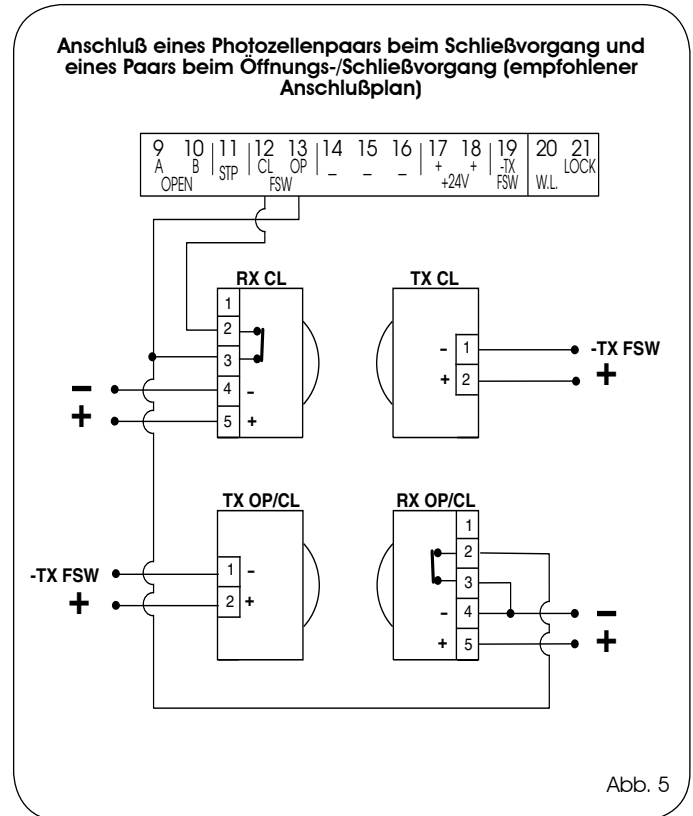 Anschluß eines Photozellenpaars beim Schließvorgang und
eines Paars beim Öffnungs-/Schließvorgang (empfohlener
Anschlußplan)
9 10 11 12 13 14 15 16 17 18 19 20 21
A B STP CL OP _ _ _ + + -TX LOCK
OPEN FSW +24V FSW W.L.
RX CL
1
2
3
4 -
5 +
–
+
TX CL
- 1
+ 2
-TX FSW
+
TX OP/CL
1 -
2 +
-TX FSW
+
RX OP/CL
1
2
3
- 4
+ 5
–
+
Abb. 5